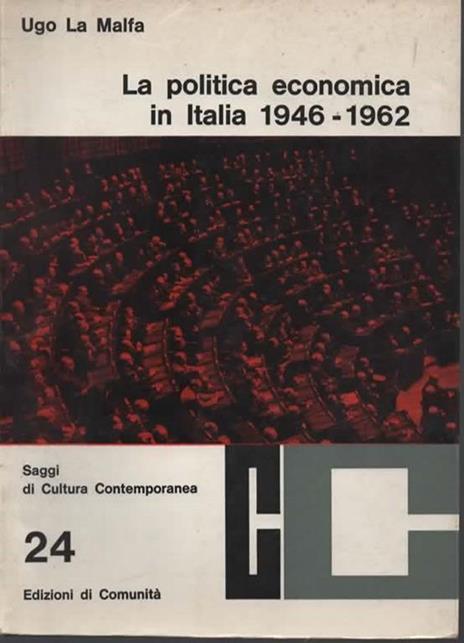 Ugo La Malfa
La politica economica
in Italia 1946-1962
Saggi
di Cultura Contemporanea
24
Edizioni di Comunità